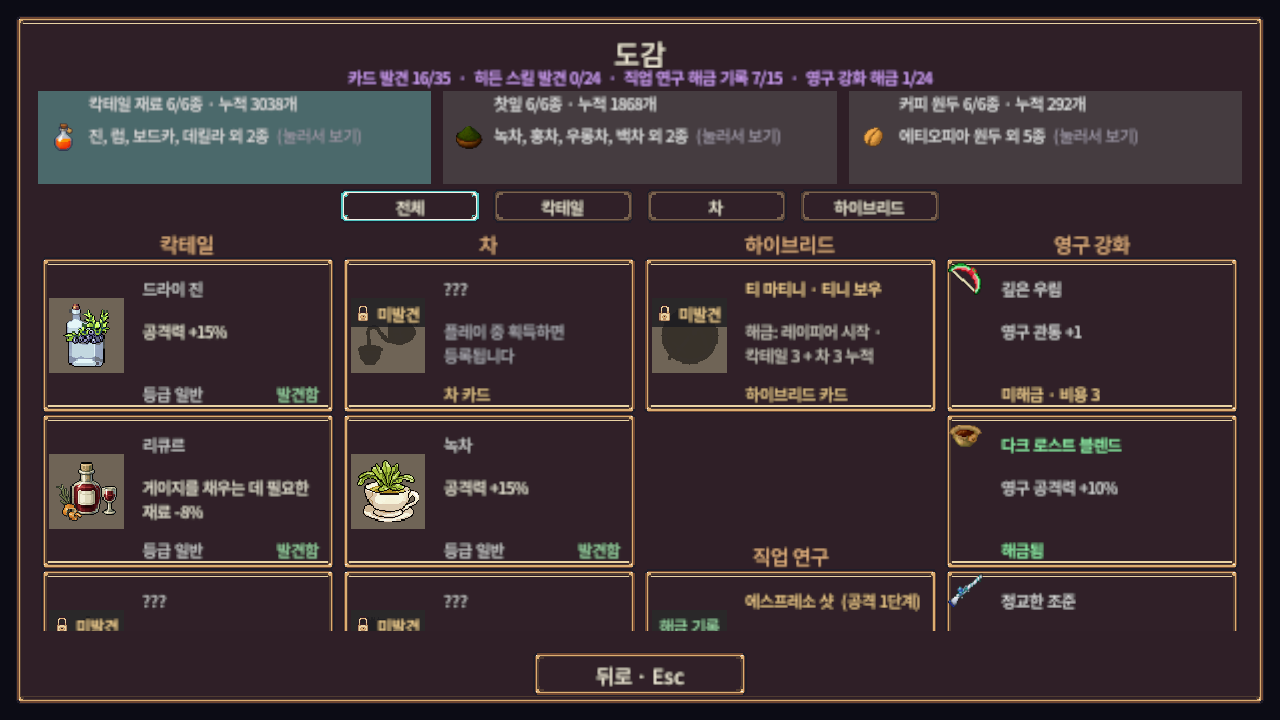 도감
카드 발견 16/35 · 히든 스킬 발견 0/24 · 직업 연구 해금 기록 7/15 · 영구 강화 해금 1/24
칵테일 재료 6/6종 · 누적 3038개
진, 럼, 보드카, 데킬라 외 2종 (눌러서 보기)
찻잎 6/6종 · 누적 1868개
녹차, 홍차, 우롱차, 백차 외 2종 (눌러서 보기)
커피 원두 6/6종 · 누적 292개
에티오피아 원두 외 5종 (눌러서 보기)
전체
칵테일
차
하이브리드
칵테일
드라이 진
공격력 +15%
등급 일반
발견함
리큐르
게이지를 채우는 데 필요한
재료 -8%
등급 일반
발견함
???
미발견
차
???
미발견
플레이 중 획득하면
등록됩니다
차 카드
녹차
공격력 +15%
등급 일반
발견함
???
미발견
하이브리드
티 마티니 · 티니 보우
미발견
해금: 레이피어 시작 ·
칵테일 3 + 차 3 누적
하이브리드 카드
직업 연구
에스프레소 샷 (공격 1단계)
해금 기록
영구 강화
깊은 우림
영구 관통 +1
미해금 · 비용 3
다크 로스트 블렌드
영구 공격력 +10%
해금됨
정교한 조준
뒤로 · Esc